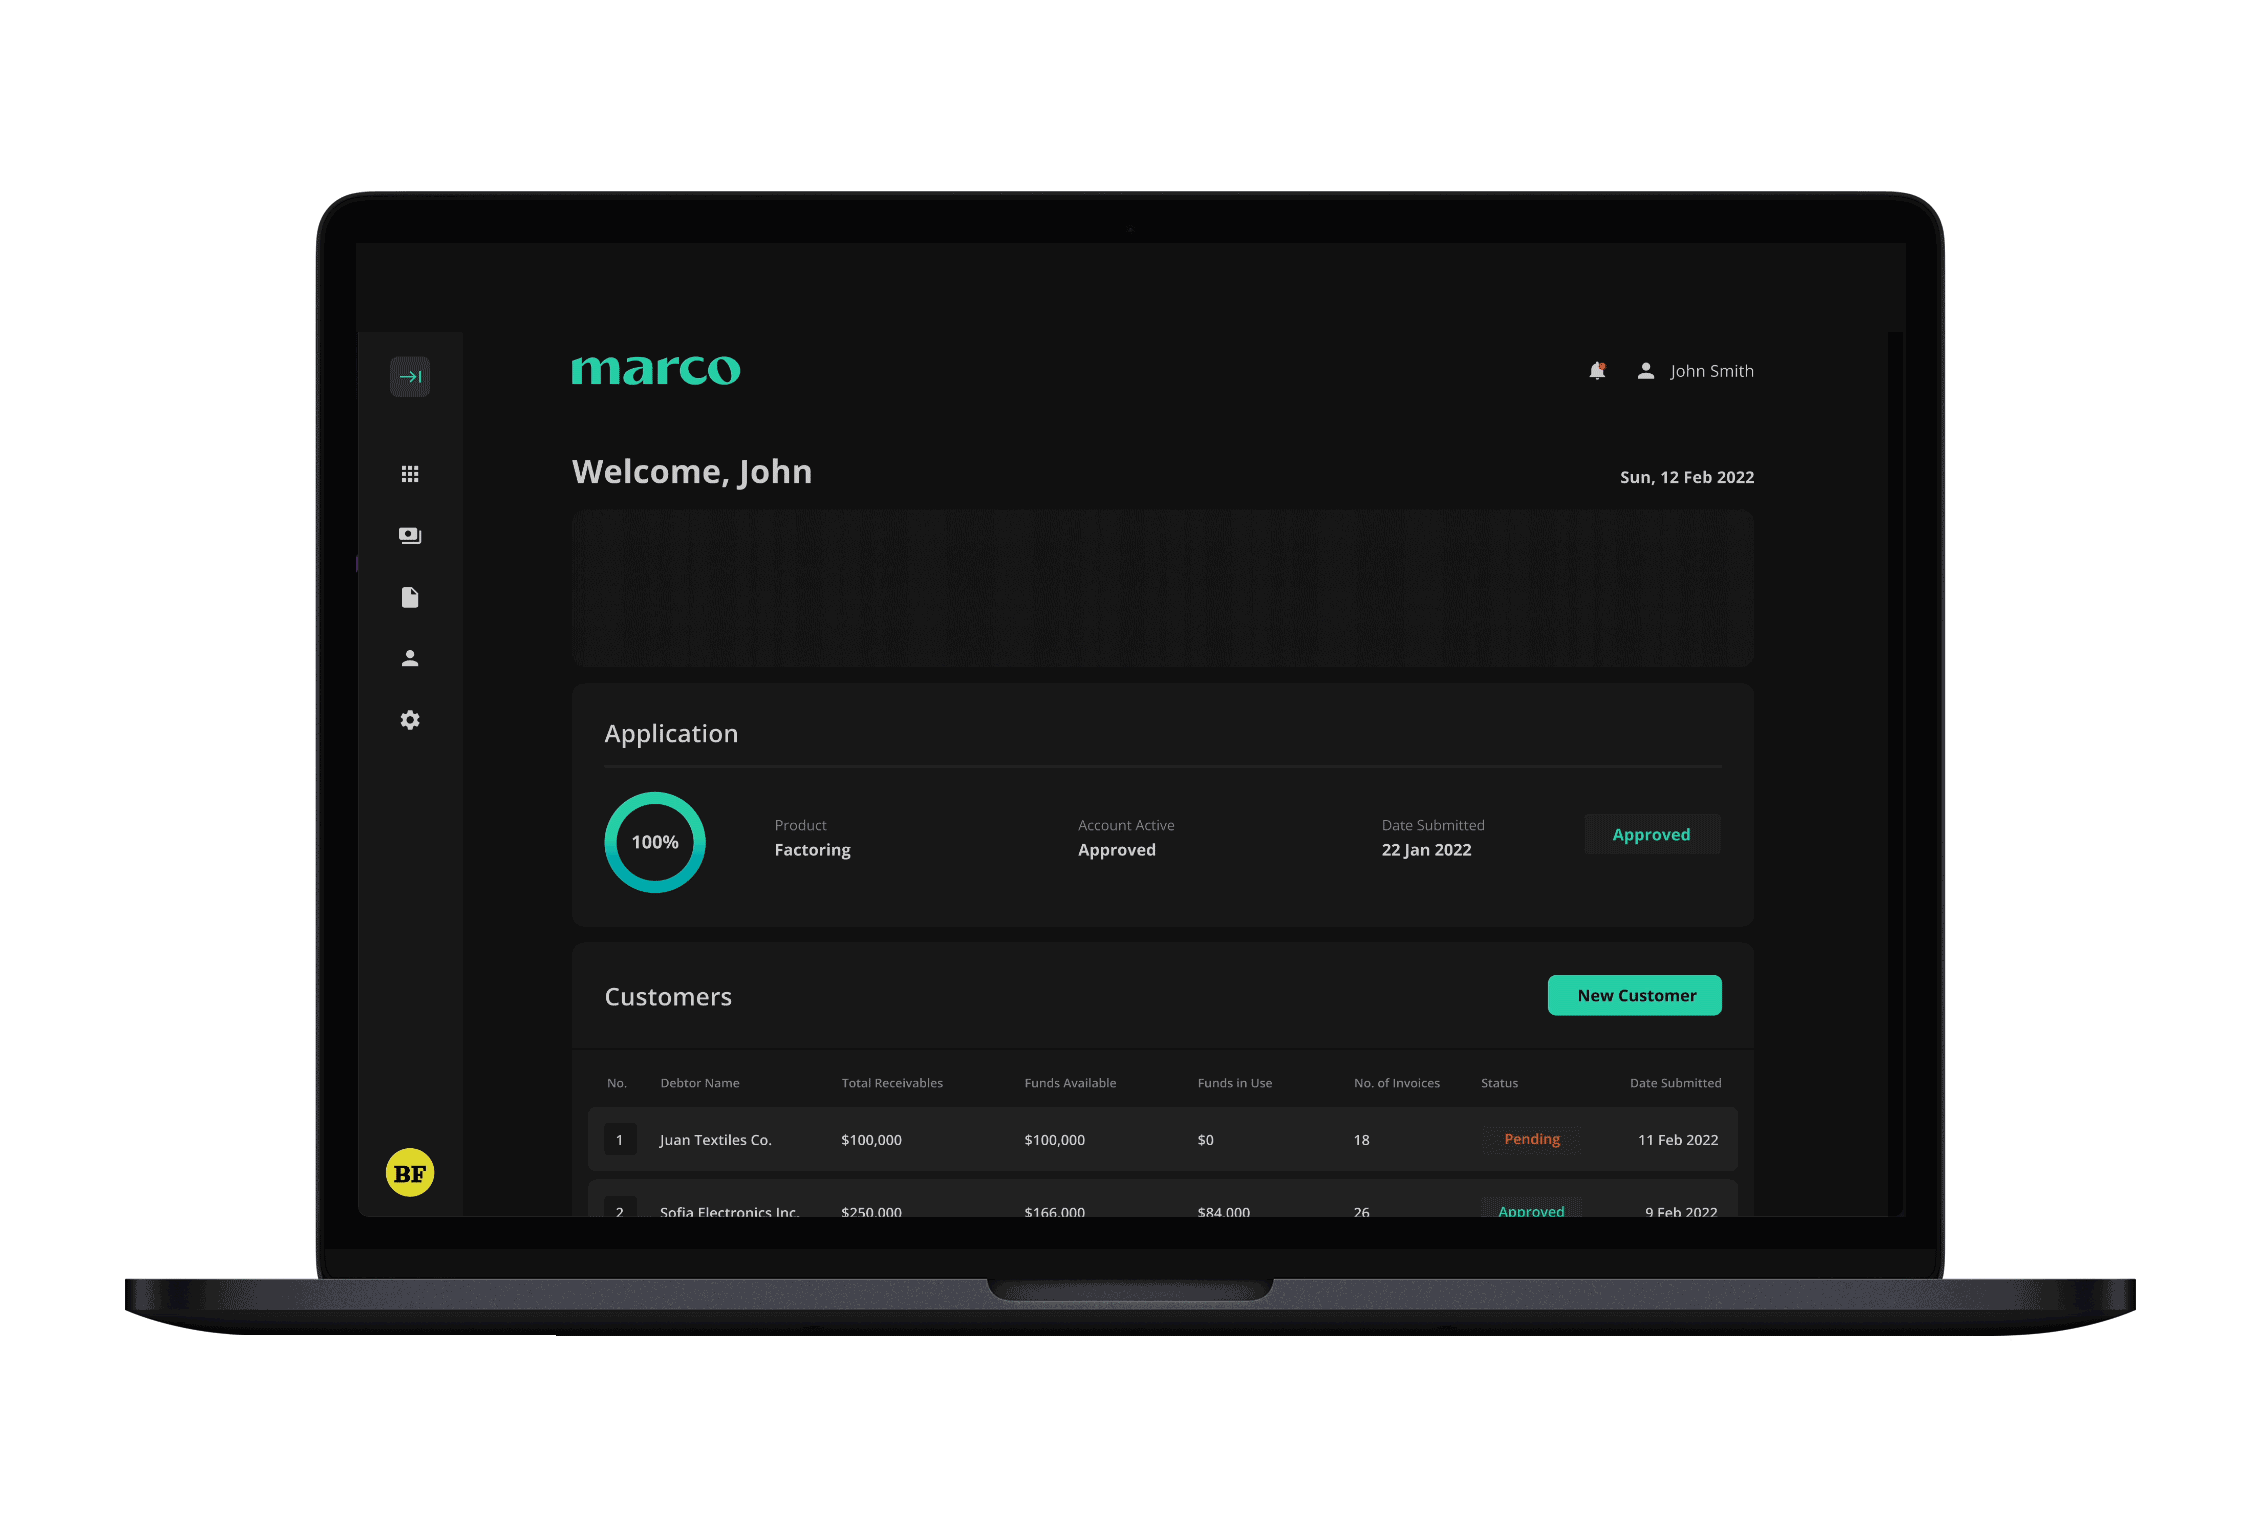 marco
John Smith
Welcome, John
Sun, 12 Feb 2022
Application
100%
Product
Factoring
Account Active
Approved
Date Submitted
22 Jan 2022
Approved
Customers
New Customer
No. Debtor Name Total Receivables Funds Available Funds in Use No. of Invoices Status Date Submitted
1 Juan Textiles Co. $100,000 $100,000 $0 18 Pending 11 Feb 2022
2 Sofia Electronics Inc. $250,000 $166,000 $84,000 26 Approved 9 Feb 2022
BF